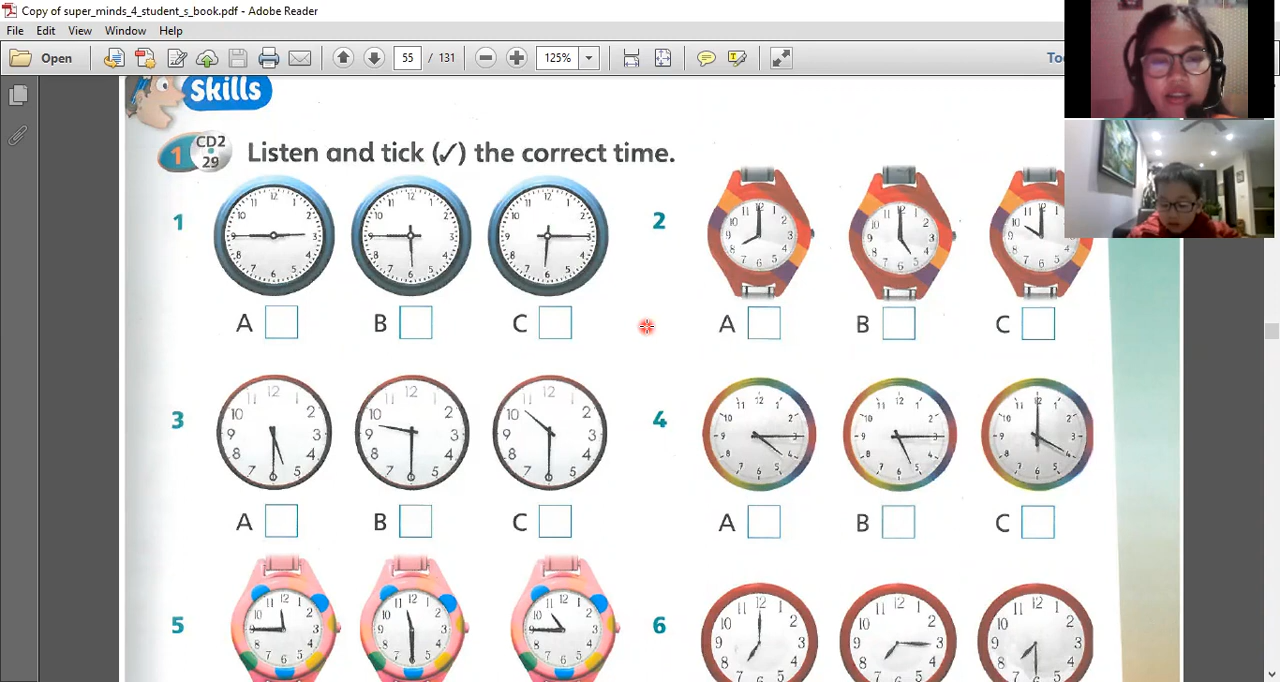 Copy of super_minds_4_student_s_book.pdf - Adobe Reader
File Edit View Window Help
Open 55 / 131 125%
Skills
1 CD2 29 Listen and tick (✓) the correct time.
1 2
A B C A B C
3 4
A B C A B C
5 6